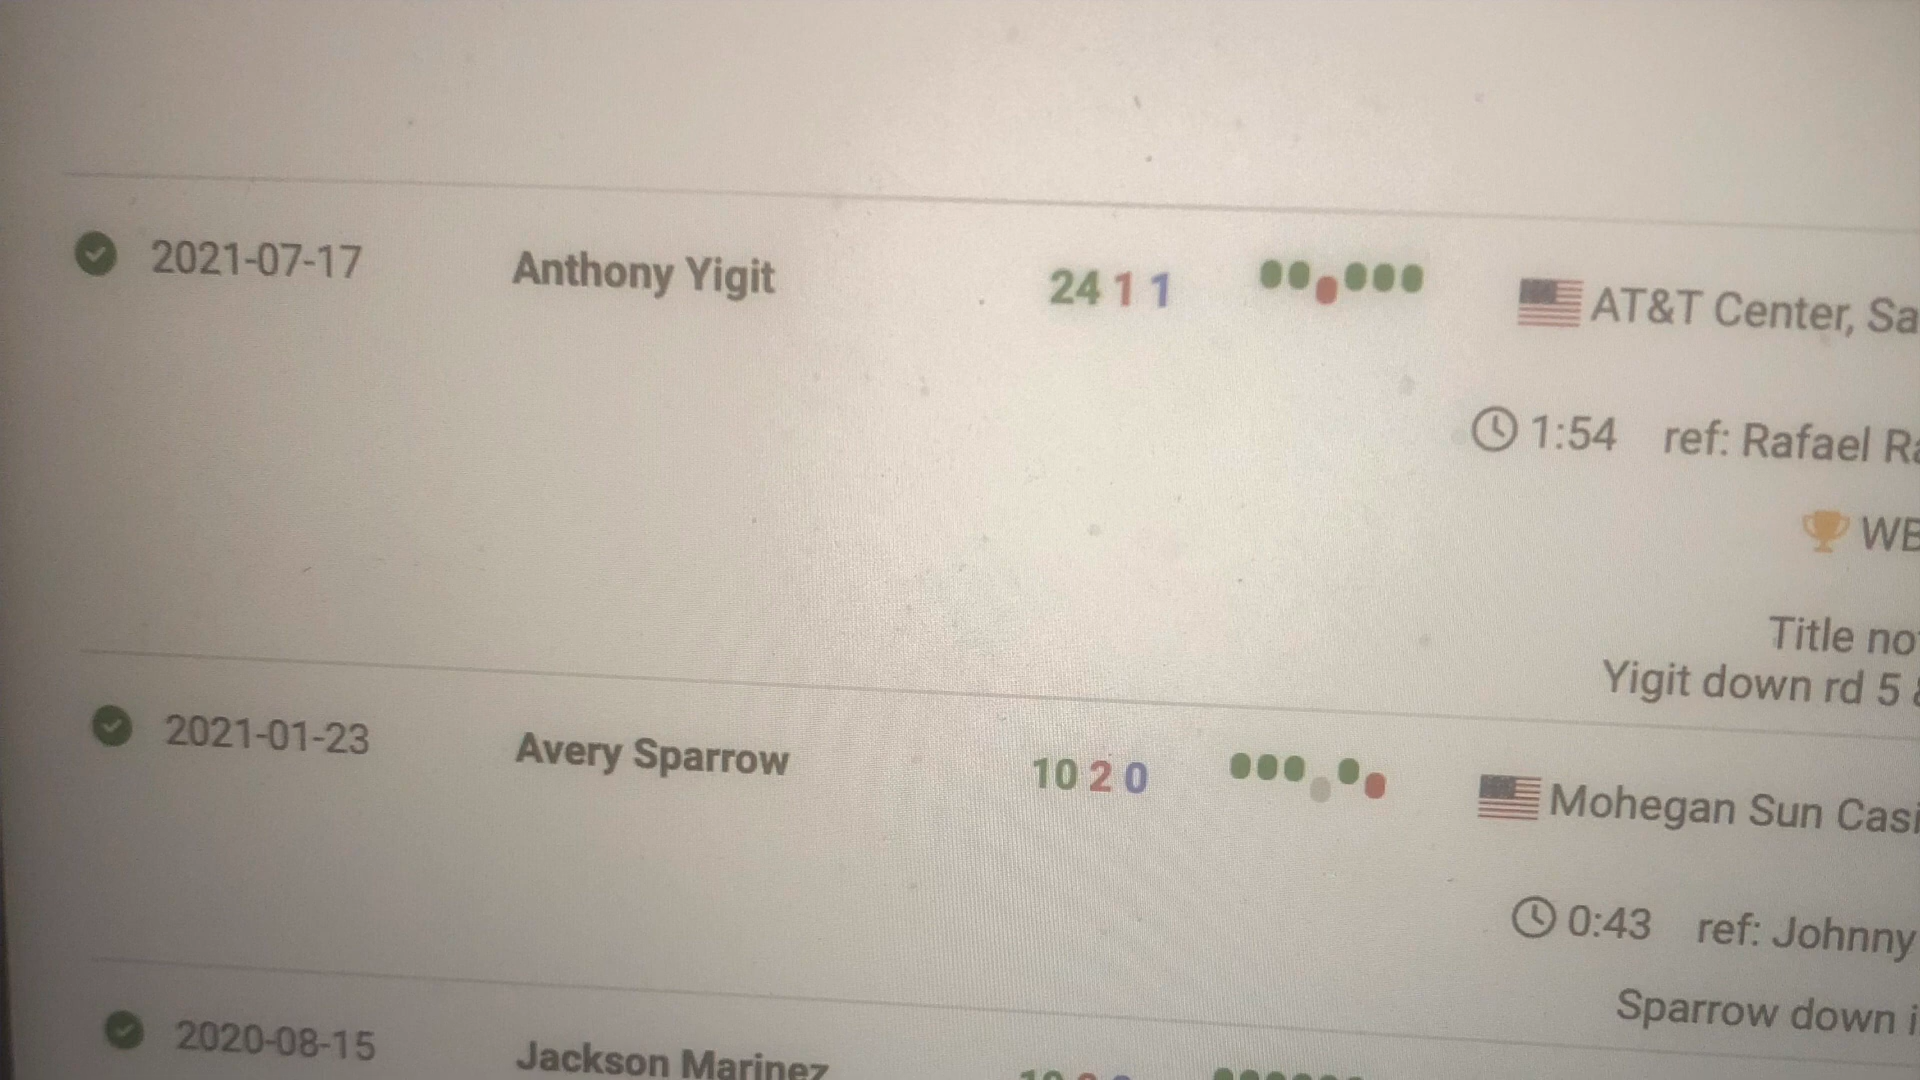 2021-07-17 Anthony Yigit 24 1 1 AT&T Center, Sa
1:54 ref: Rafael Ra
WB
Title no
Yigit down rd 5 &
2021-01-23 Avery Sparrow 10 2 0 Mohegan Sun Casi
0:43 ref: Johnny
Sparrow down i
2020-08-15 Jackson Marinez